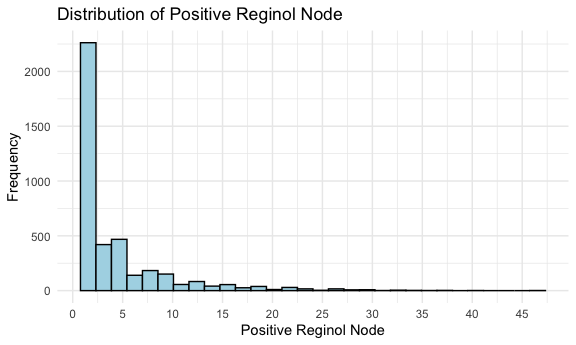 Distribution of Positive Reginol Node
Frequency
2000
1500
1000
500
0
0 5 10 15 20 25 30 35 40 45
Positive Reginol Node